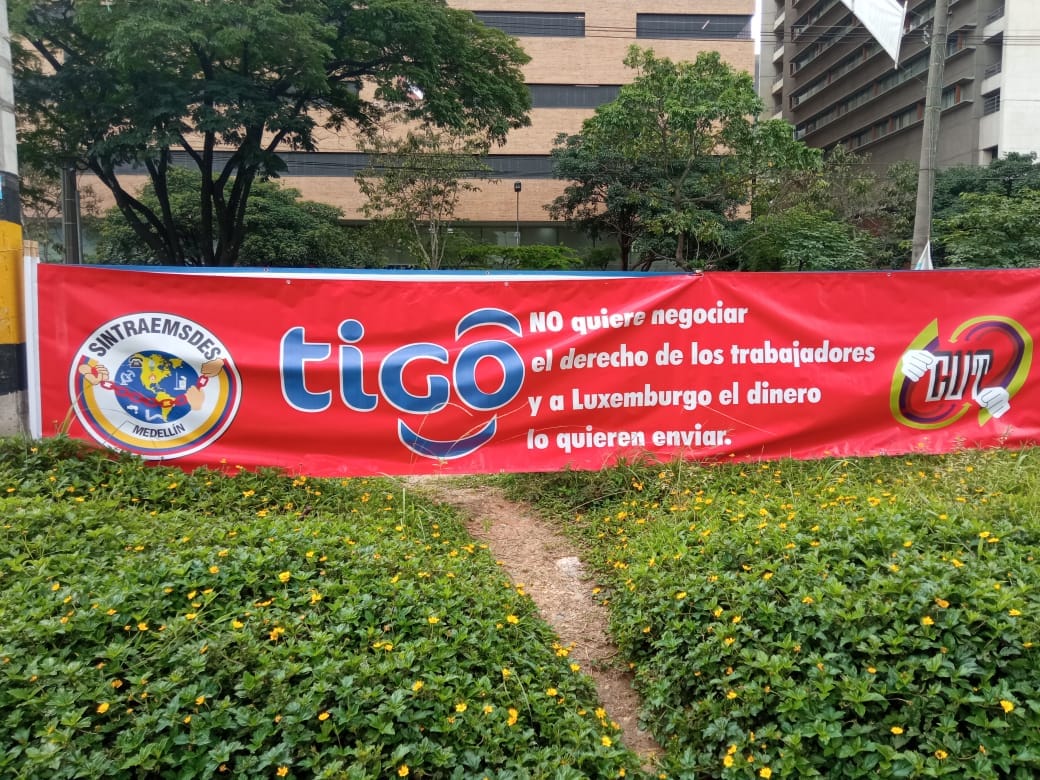 SINTRAEMSDES
MEDELLÍN
tigo
NO quiere negociar
el derecho de los trabajadores
y a Luxemburgo el dinero
lo quieren enviar.
CUT